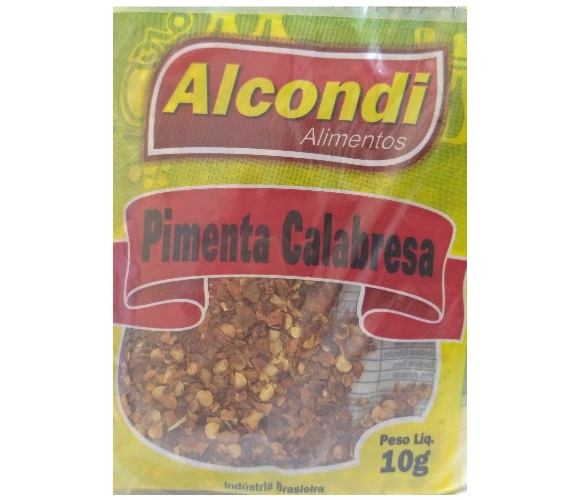 Alcondi
Alimentos
Pimenta Calabresa
Peso Líq.
10g
Indústria Brasileira